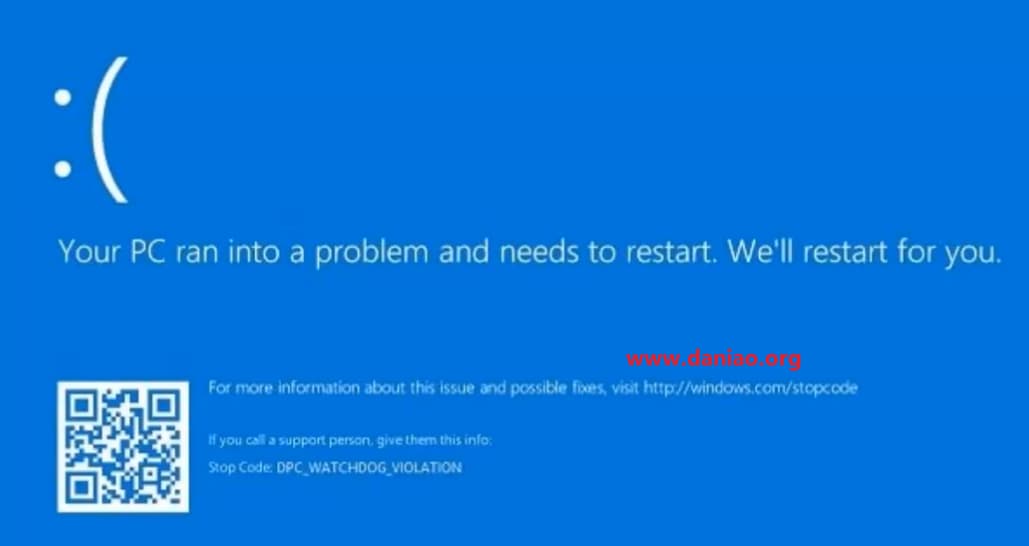 :(
Your PC ran into a problem and needs to restart. We'll restart for you.
www.daniao.org
For more information about this issue and possible fixes, visit http://windows.com/stopcode
If you call a support person, give them this info:
Stop Code: DPC_WATCHDOG_VIOLATION